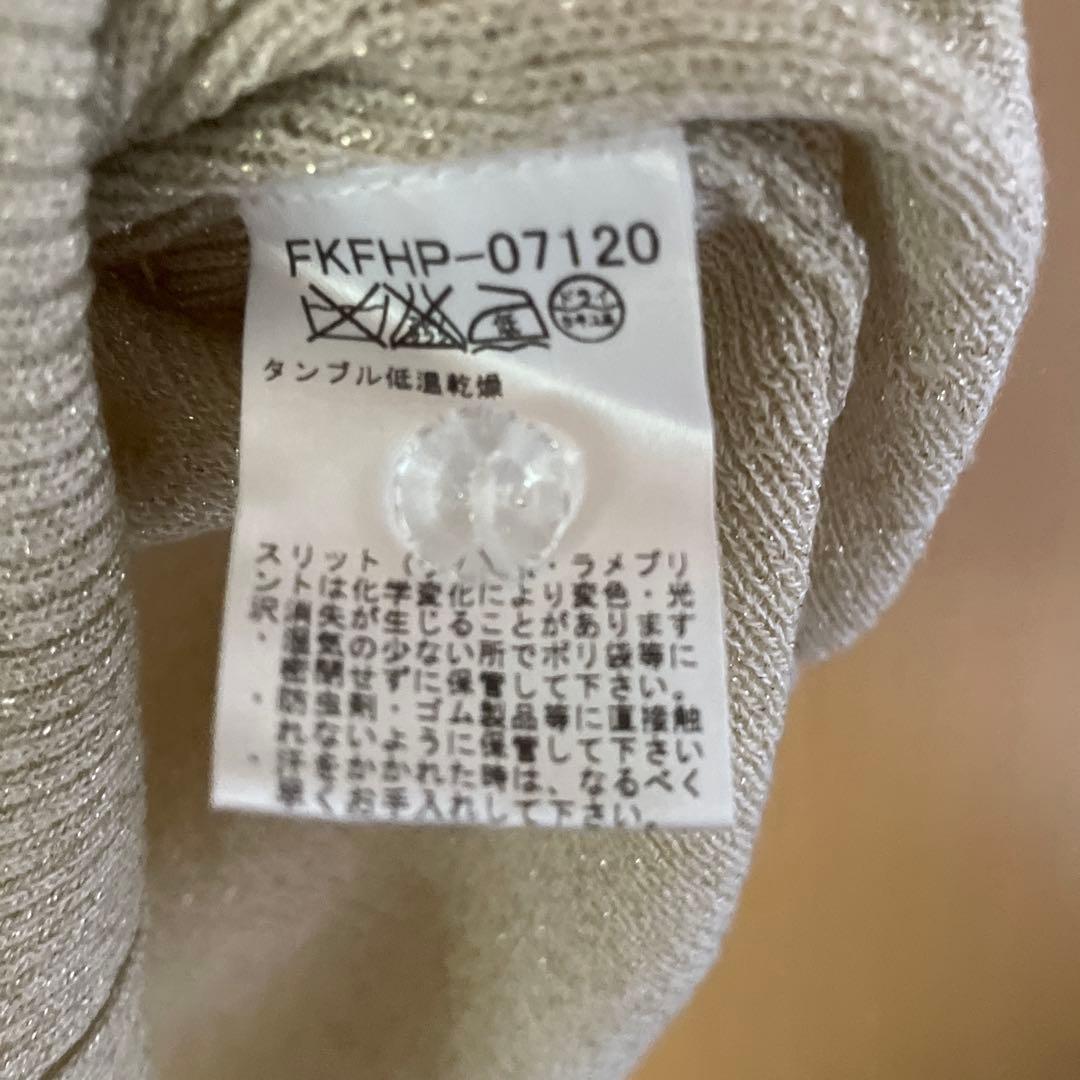 FKFHP-07120
低
ドライ
セキユ系
タンブル低温乾燥
スリット ラメプリ
ントは化学変化により変色・光
沢消失が生じることがあります
・湿気の少ない所でポリ袋等に
密閉せずに保管して下さい。
・防虫剤・ゴム製品等に直接触
れないように保管して下さい
・汗をかかれた時は、なるべく
早くお手入れして下さい。